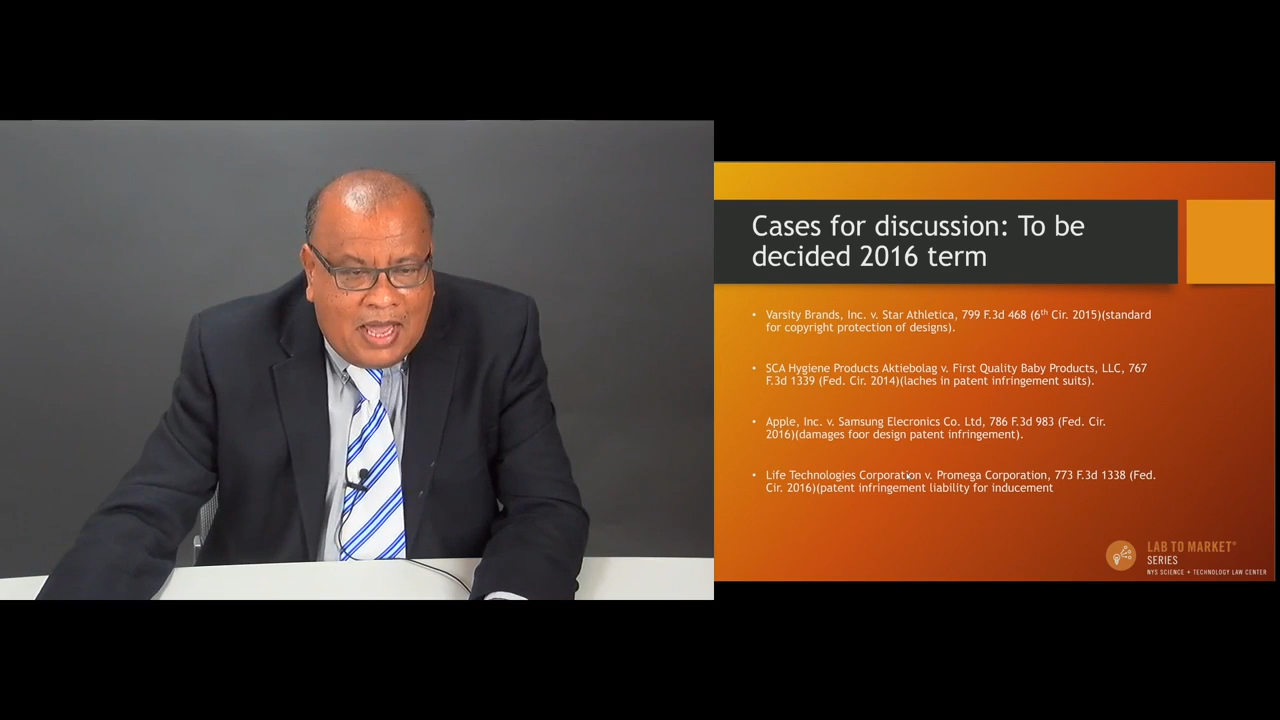 Cases for discussion: To be
decided 2016 term
• Varsity Brands, Inc. v. Star Athletica, 799 F.3d 468 (6th Cir. 2015)(standard
for copyright protection of designs).
• SCA Hygiene Products Aktiebolag v. First Quality Baby Products, LLC, 767
F.3d 1339 (Fed. Cir. 2014)(laches in patent infringement suits).
• Apple, Inc. v. Samsung Elecronics Co. Ltd, 786 F.3d 983 (Fed. Cir.
2016)(damages foor design patent infringement).
• Life Technologies Corporation v. Promega Corporation, 773 F.3d 1338 (Fed.
Cir. 2016)(patent infringement liability for inducement
LAB TO MARKET®
SERIES
NYS SCIENCE + TECHNOLOGY LAW CENTER